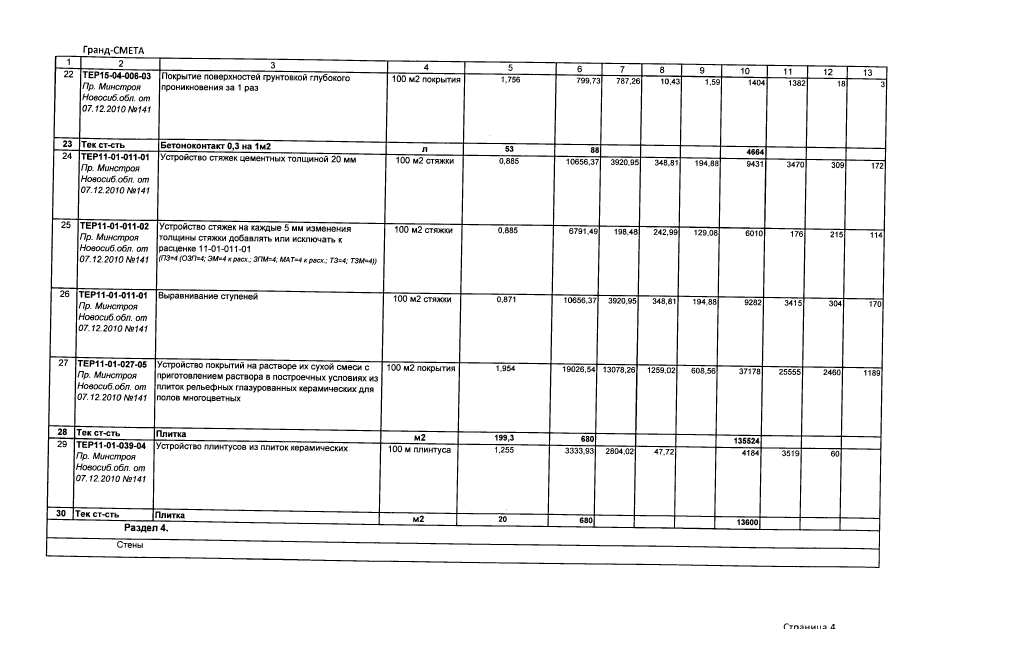 Гранд-СМЕТА
1 2 3 4 5 6 7 8 9 10 11 12 13
22 ТЕР15-04-006-03 Покрытие поверхностей грунтовкой глубокого 100 м2 покрытия 1,756 799,73 787,26 10,43 1,59 1404 1382 18 3
Пр. Минстроя проникновения за 1 раз
Новосиб.обл. от
07.12.2010 №141
23 Тек ст-сть Бетоноконтакт 0,3 на 1м2 л 53 88 4664
24 ТЕР11-01-011-01 Устройство стяжек цементных толщиной 20 мм 100 м2 стяжки 0,885 10656,37 3920,95 348,81 194,88 9431 3470 309 172
Пр. Минстроя
Новосиб.обл. от
07.12.2010 №141
25 ТЕР11-01-011-02 Устройство стяжек на каждые 5 мм изменения 100 м2 стяжки 0,885 6791,49 198,48 242,99 129,08 6010 176 215 114
Пр. Минстроя толщины стяжки добавлять или исключать к
Новосиб.обл. от расценке 11-01-011-01
07.12.2010 №141 (ПЗ=4 (ОЗП=4; ЭМ=4 к расх.; ЗПМ=4; МАТ=4 к расх.; ТЗ=4; ТЗМ=4))
26 ТЕР11-01-011-01 Выравнивание ступеней 100 м2 стяжки 0,871 10656,37 3920,95 348,81 194,88 9282 3415 304 170
Пр. Минстроя
Новосиб.обл. от
07.12.2010 №141
27 ТЕР11-01-027-05 Устройство покрытий на растворе их сухой смеси с 100 м2 покрытия 1,954 19026,54 13078,26 1259,02 608,56 37178 25555 2460 1189
Пр. Минстроя приготовлением раствора в построечных условиях из
Новосиб.обл. от плиток рельефных глазурованных керамических для
07.12.2010 №141 полов многоцветных
28 Тек ст-сть Плитка м2 199,3 680 135524
29 ТЕР11-01-039-04 Устройство плинтусов из плиток керамических 100 м плинтуса 1,255 3333,93 2804,02 47,72 4184 3519 60
Пр. Минстроя
Новосиб.обл. от
07.12.2010 №141
30 Тек ст-сть Плитка м2 20 680 13600
Раздел 4.
Стены
Страница 4